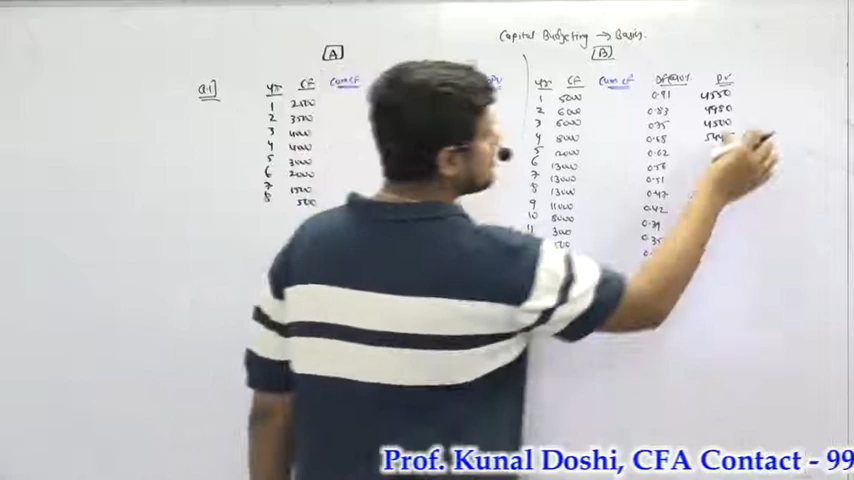 Capital Budgeting → Basis.
A
B
Q.1]
Yr CF Cum CF
1 2500
2 3500
3 4000
4 4000
5 3000
6 2000
7 1500
8 500
Yr CF Cum CF DF@10%. PV
1 5000 0.91 4550
2 6000 0.83 4980
3 6000 0.75 4500
4 8000 0.68
5 12000 0.62
6 13000 0.56
7 13000 0.51
8 13000 0.47
9 11000 0.42
10 8000 0.39
11 3000 0.35
Prof. Kunal Doshi, CFA Contact - 99